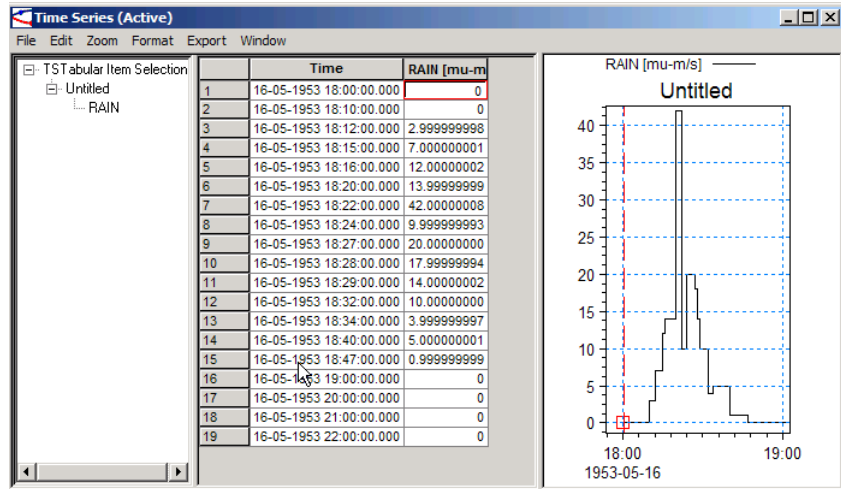 Time Series (Active)
File Edit Zoom Format Export Window
TSTabular Item Selection
Untitled
RAIN
Time RAIN [mu-m
1 16-05-1953 18:00:00.000 0
2 16-05-1953 18:10:00.000 0
3 16-05-1953 18:12:00.000 2.999999998
4 16-05-1953 18:15:00.000 7.000000001
5 16-05-1953 18:16:00.000 12.00000002
6 16-05-1953 18:20:00.000 13.99999999
7 16-05-1953 18:22:00.000 42.00000008
8 16-05-1953 18:24:00.000 9.999999993
9 16-05-1953 18:27:00.000 20.00000000
10 16-05-1953 18:28:00.000 17.99999994
11 16-05-1953 18:29:00.000 14.00000002
12 16-05-1953 18:32:00.000 10.00000000
13 16-05-1953 18:34:00.000 3.999999997
14 16-05-1953 18:40:00.000 5.000000001
15 16-05-1953 18:47:00.000 0.999999999
16 16-05-1953 19:00:00.000 0
17 16-05-1953 20:00:00.000 0
18 16-05-1953 21:00:00.000 0
19 16-05-1953 22:00:00.000 0
RAIN [mu-m/s]
Untitled
40
35
30
25
20
15
10
5
0
18:00 19:00
1953-05-16